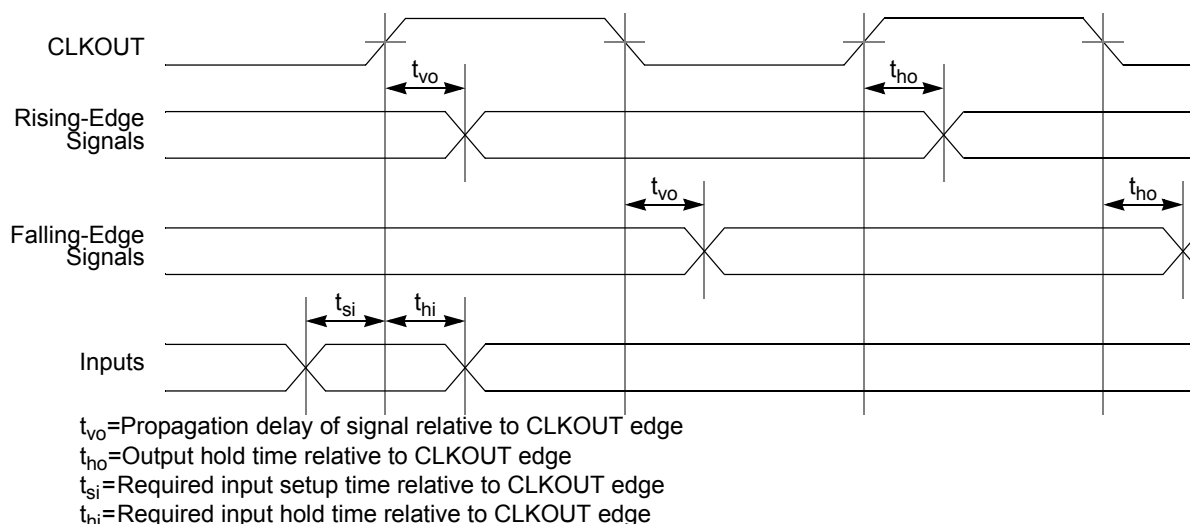 CLKOUT
t_vo
t_ho
Rising-Edge
Signals
t_vo
t_ho
Falling-Edge
Signals
t_si
t_hi
Inputs
t_vo=Propagation delay of signal relative to CLKOUT edge
t_ho=Output hold time relative to CLKOUT edge
t_si=Required input setup time relative to CLKOUT edge
t_hi=Required input hold time relative to CLKOUT edge